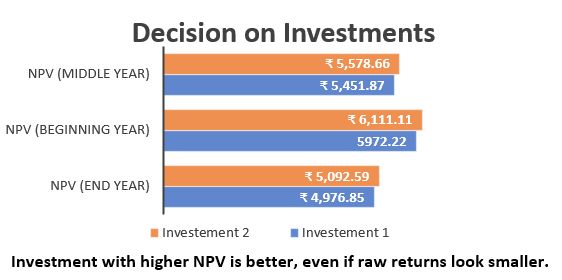 Decision on Investments
NPV (MIDDLE YEAR)
₹ 5,578.66
₹ 5,451.87
NPV (BEGINNING YEAR)
₹ 6,111.11
5972.22
NPV (END YEAR)
₹ 5,092.59
₹ 4,976.85
Investement 2 Investement 1
Investment with higher NPV is better, even if raw returns look smaller.